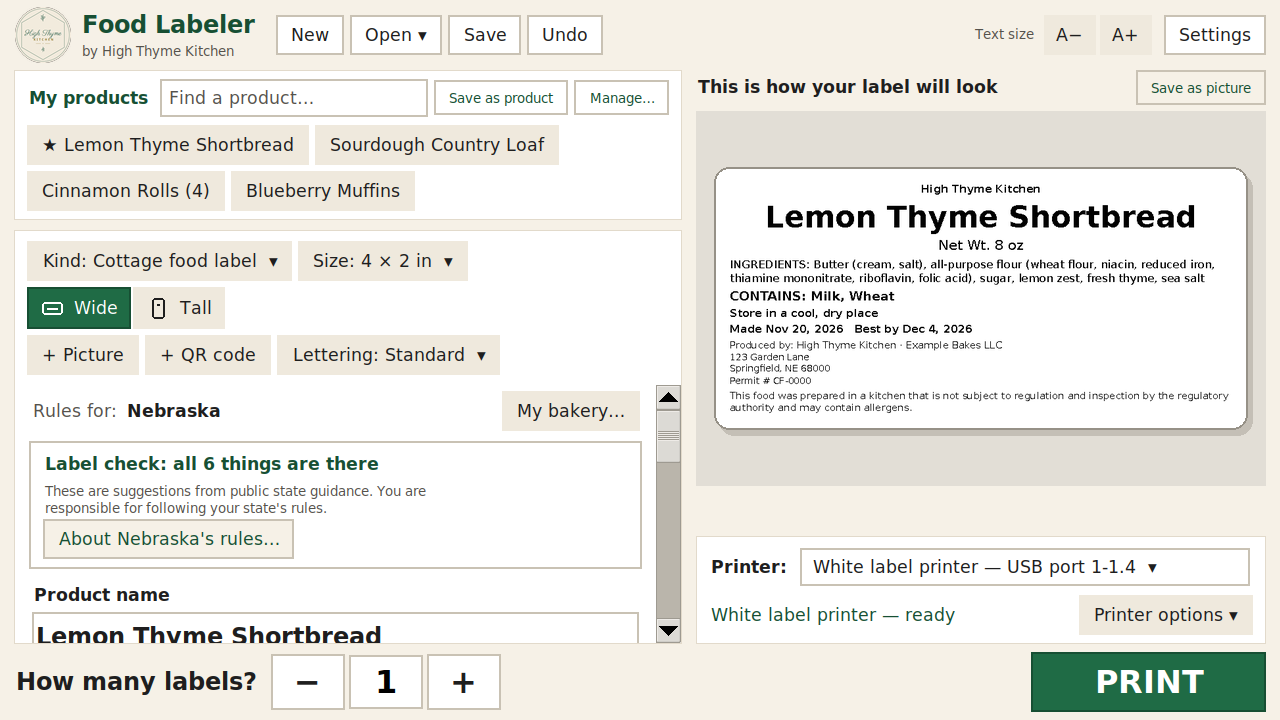 High Thyme
KITCHEN
Food Labeler
by High Thyme Kitchen
New
Open ▾
Save
Undo
Text size
A−
A+
Settings
My products
Find a product…
Save as product
Manage…
★ Lemon Thyme Shortbread
Sourdough Country Loaf
Cinnamon Rolls (4)
Blueberry Muffins
Kind: Cottage food label ▾
Size: 4 × 2 in ▾
Wide
Tall
+ Picture
+ QR code
Lettering: Standard ▾
Rules for: Nebraska
My bakery…
Label check: all 6 things are there
These are suggestions from public state guidance. You are
responsible for following your state's rules.
About Nebraska's rules…
Product name
Lemon Thyme Shortbread
This is how your label will look
Save as picture
High Thyme Kitchen
Lemon Thyme Shortbread
Net Wt. 8 oz
INGREDIENTS: Butter (cream, salt), all-purpose flour (wheat flour, niacin, reduced iron,
thiamine mononitrate, riboflavin, folic acid), sugar, lemon zest, fresh thyme, sea salt
CONTAINS: Milk, Wheat
Store in a cool, dry place
Made Nov 20, 2026 Best by Dec 4, 2026
Produced by: High Thyme Kitchen · Example Bakes LLC
123 Garden Lane
Springfield, NE 68000
Permit # CF-0000
This food was prepared in a kitchen that is not subject to regulation and inspection by the regulatory
authority and may contain allergens.
Printer:
White label printer — USB port 1-1.4 ▾
White label printer — ready
Printer options ▾
How many labels?
−
1
+
PRINT